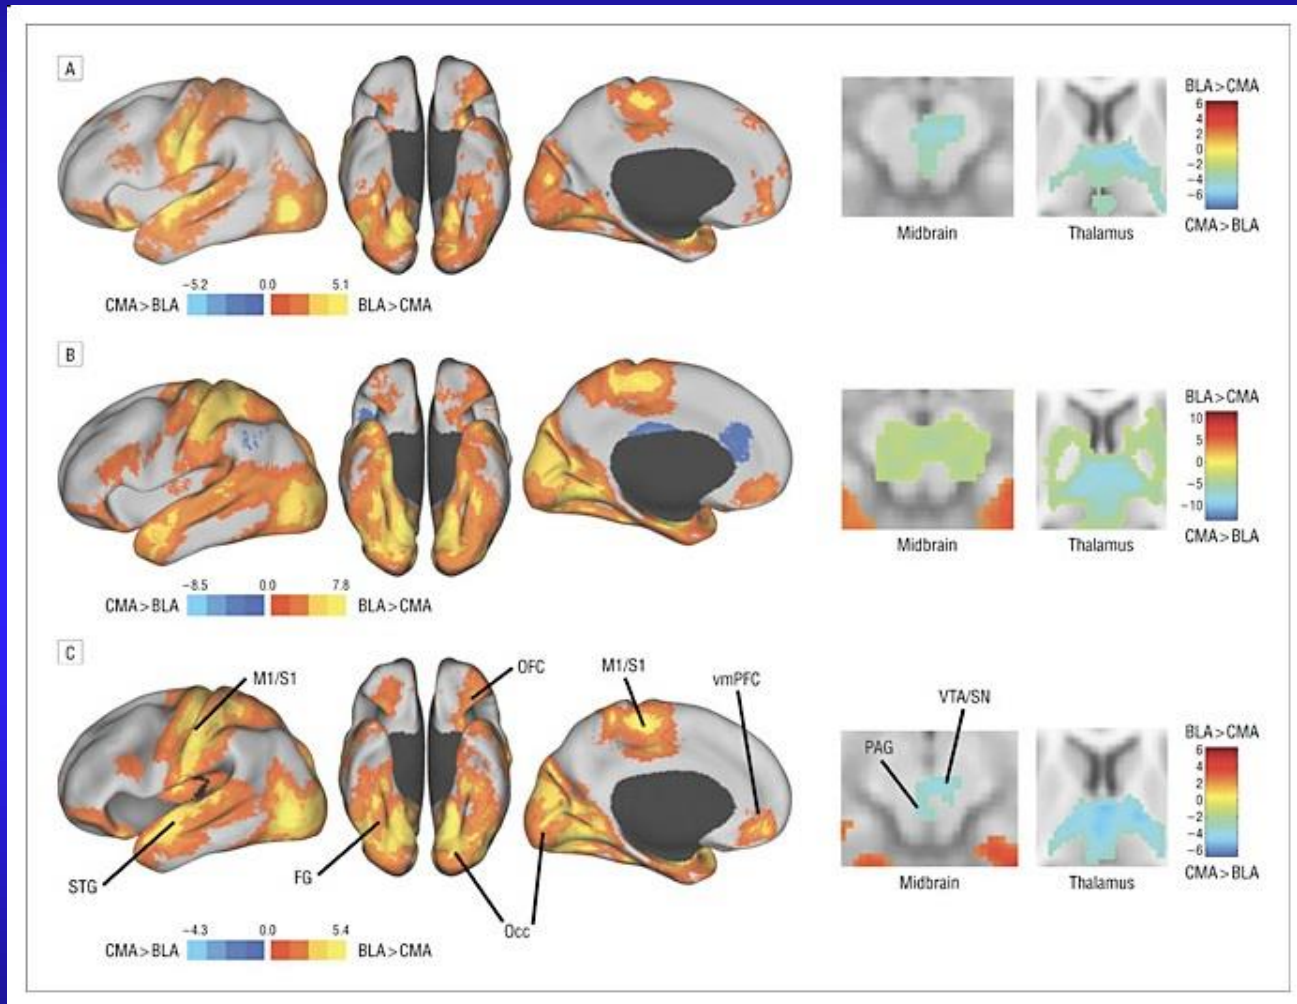 A
BLA>CMA
6
4
2
0
−2
−4
−6
CMA>BLA
Midbrain
Thalamus
−5.2 0.0 5.1
CMA>BLA BLA>CMA
B
BLA>CMA
10
5
0
−5
−10
CMA>BLA
Midbrain
Thalamus
−8.5 0.0 7.8
CMA>BLA BLA>CMA
C
M1/S1
OFC
M1/S1
vmPFC
VTA/SN
PAG
BLA>CMA
6
4
2
0
−2
−4
−6
CMA>BLA
STG
FG
Occ
Midbrain
Thalamus
−4.3 0.0 5.4
CMA>BLA BLA>CMA